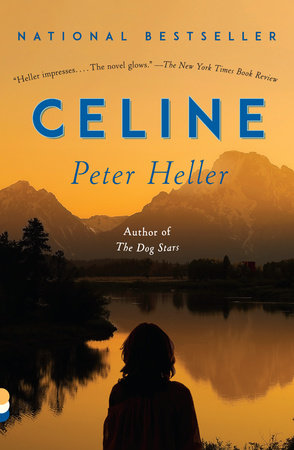 NATIONAL BESTSELLER
"Heller impresses. . . . The novel glows." —The New York Times Book Review
CELINE
Peter Heller
Author of
The Dog Stars